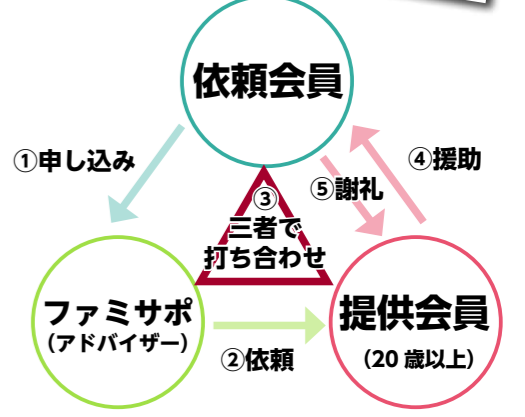 依頼会員
①申し込み
④援助
⑤謝礼
③
三者で
打ち合わせ
ファミサポ
(アドバイザー)
②依頼
提供会員
(20歳以上)